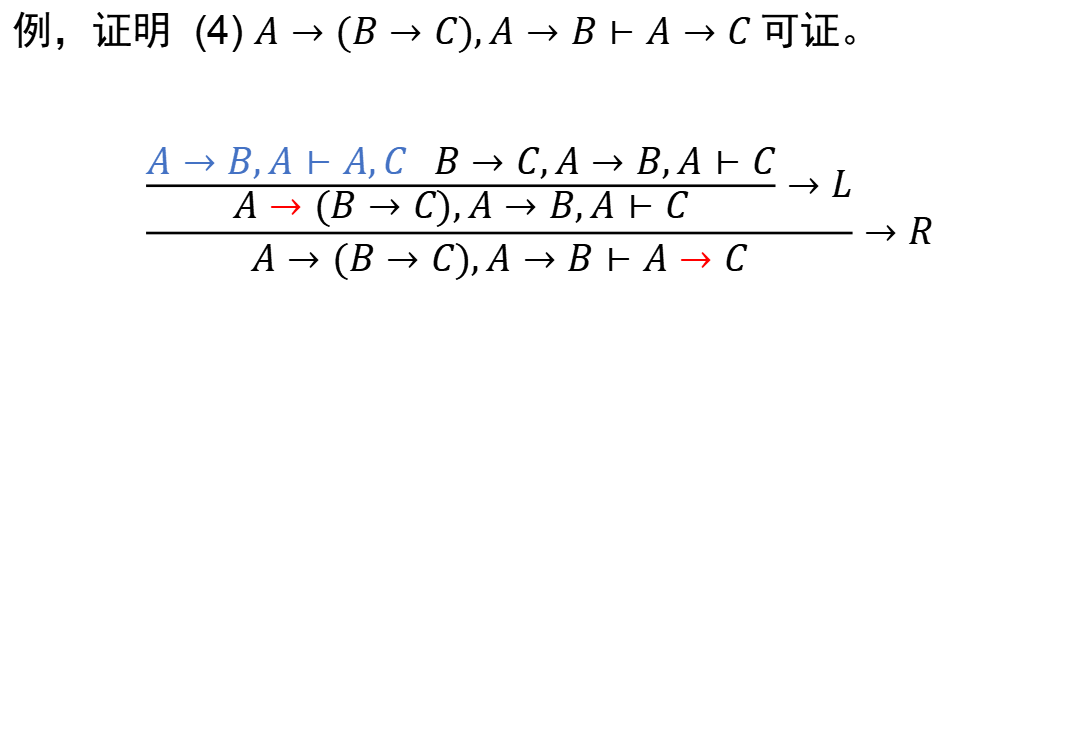 例，证明 (4) A → (B → C), A → B ⊢ A → C 可证。
A → B, A ⊢ A, C   B → C, A → B, A ⊢ C
→ L
A → (B → C), A → B, A ⊢ C
→ R
A → (B → C), A → B ⊢ A → C